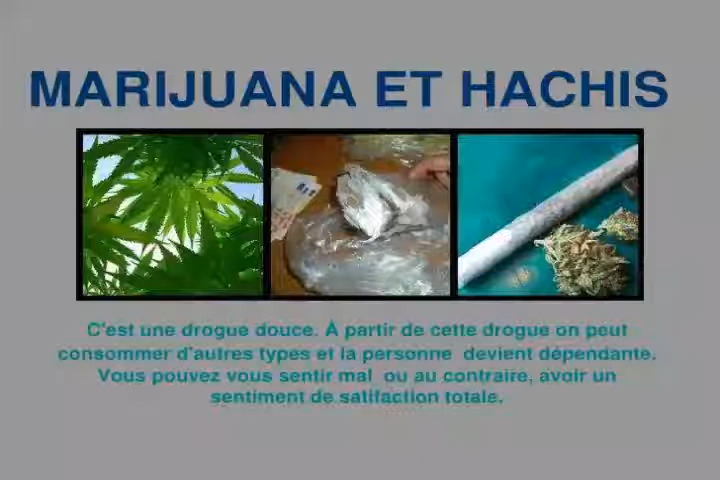 MARIJUANA ET HACHIS
C'est une drogue douce. À partir de cette drogue on peut
consommer d'autres types et la personne devient dépendante.
Vous pouvez vous sentir mal ou au contraire, avoir un
sentiment de satifaction totale.